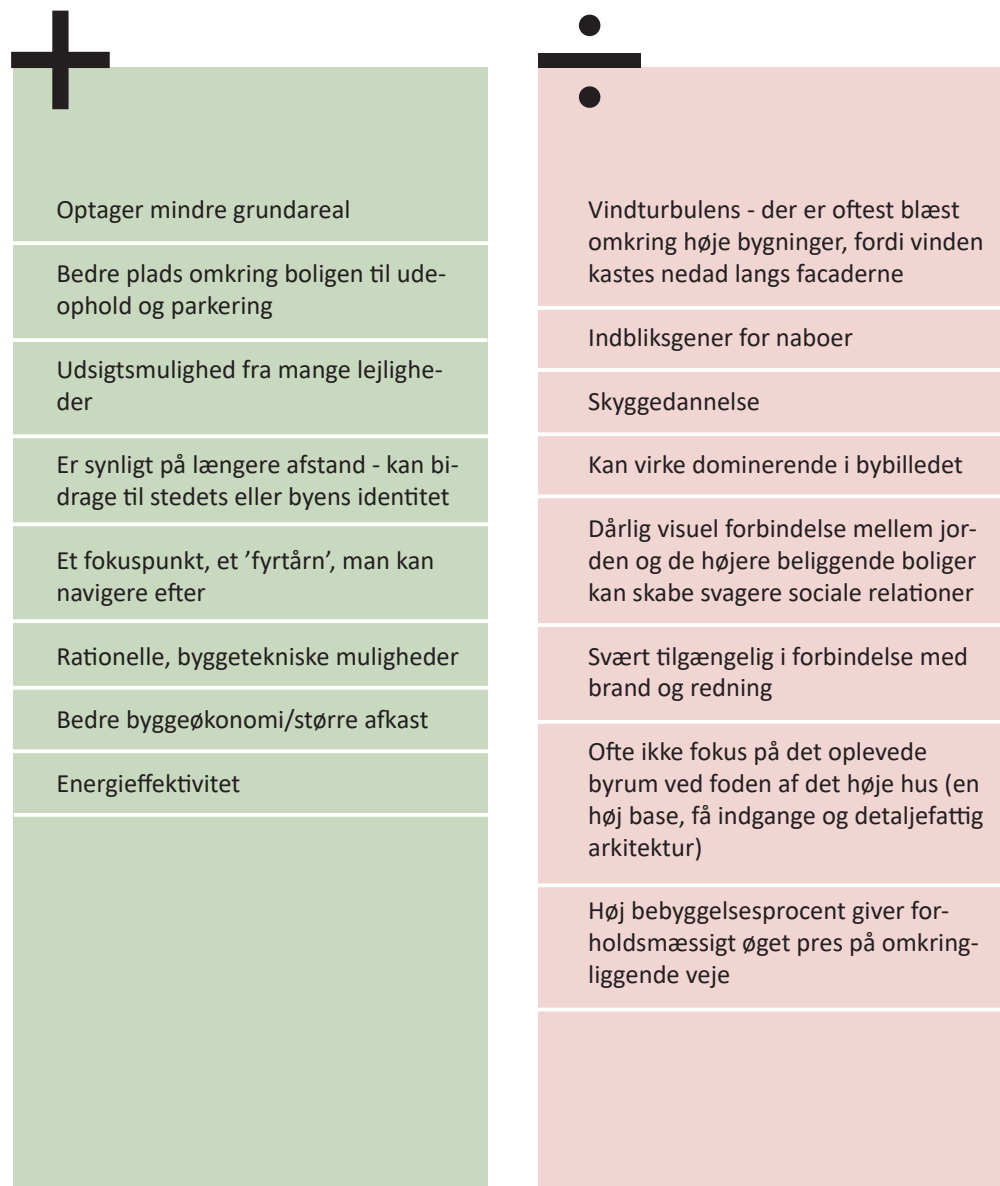 Optager mindre grundareal
Bedre plads omkring boligen til ude-
ophold og parkering
Udsigtsmulighed fra mange lejlighe-
der
Er synligt på længere afstand - kan bi-
drage til stedets eller byens identitet
Et fokuspunkt, et ’fyrtårn’, man kan
navigere efter
Rationelle, byggetekniske muligheder
Bedre byggeøkonomi/større afkast
Energieffektivitet
Vindturbulens - der er oftest blæst
omkring høje bygninger, fordi vinden
kastes nedad langs facaderne
Indbliksgener for naboer
Skyggedannelse
Kan virke dominerende i bybilledet
Dårlig visuel forbindelse mellem jor-
den og de højere beliggende boliger
kan skabe svagere sociale relationer
Svært tilgængelig i forbindelse med
brand og redning
Ofte ikke fokus på det oplevede
byrum ved foden af det høje hus (en
høj base, få indgange og detaljefattig
arkitektur)
Høj bebyggelsesprocent giver for-
holdsmæssigt øget pres på omkring-
liggende veje